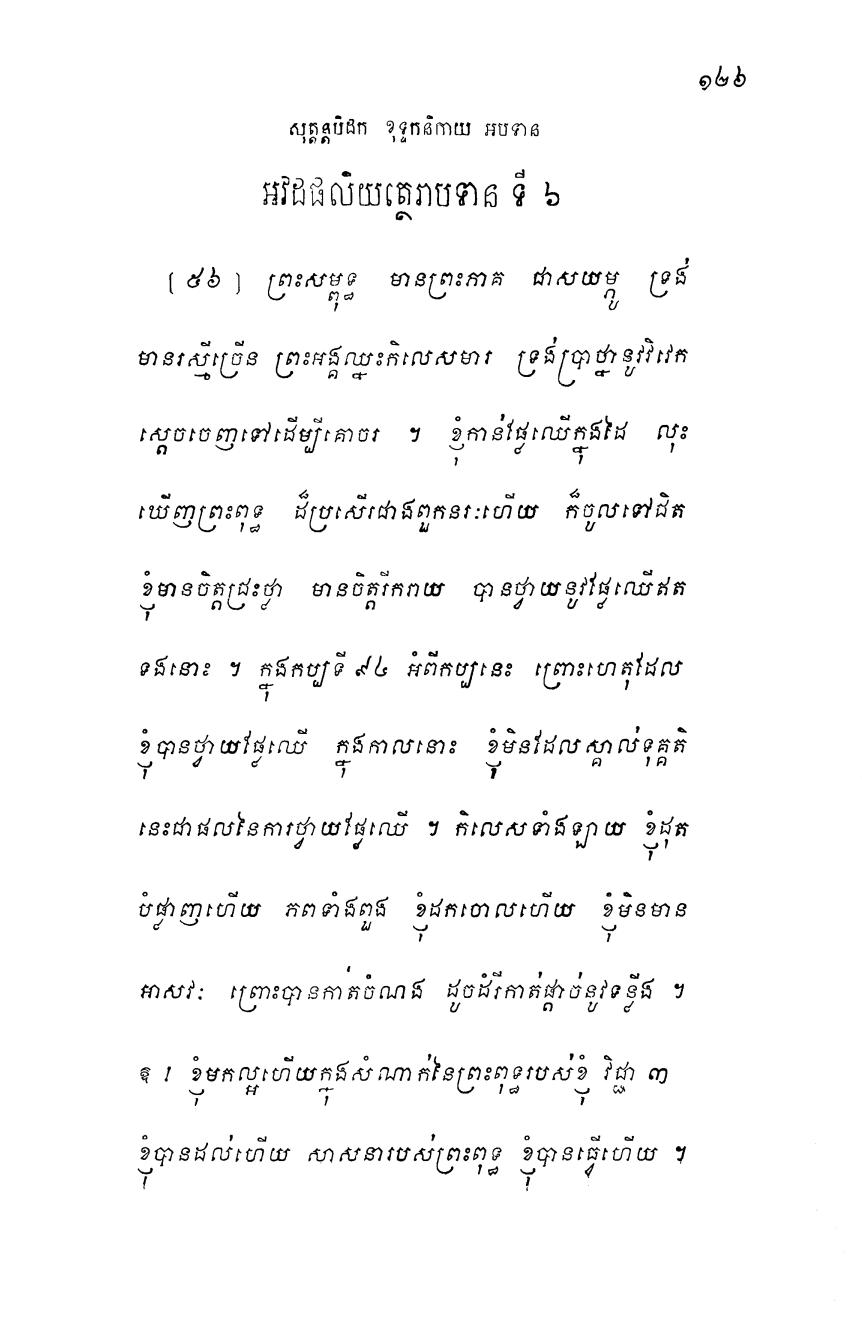 ១២៦
សុត្តន្តបិដក ខុទ្ទកនិកាយ អបទាន
អវដផលិយត្ថេរាបទាន ទី ៦
[ ៥៦ ] ព្រះសម្ពុទ្ធ មានព្រះភាគ ជាសយម្ភូ ទ្រង់
មានរស្មីច្រើន ព្រះអង្គឈ្នះកិលេសមារ ទ្រង់ប្រាថ្នានូវវិវេក
ស្តេចចេញទៅដើម្បីគោចរ ។ ខ្ញុំកាន់ផ្លែឈើក្នុងដៃ លុះ
ឃើញព្រះពុទ្ធ ដ៏ប្រសើរជាងពួកនរៈហើយ ក៏ចូលទៅជិត
ខ្ញុំមានចិត្តជ្រះថ្លា មានចិត្តរីករាយ បានថ្វាយនូវផ្លែឈើឥត
ទងនោះ ។ ក្នុងកប្បទី ៩៤ អំពីកប្បនេះ ព្រោះហេតុដែល
ខ្ញុំបានថ្វាយផ្លែឈើ ក្នុងកាលនោះ ខ្ញុំមិនដែលស្គាល់ទុគ្គតិ
នេះជាផលនៃការថ្វាយផ្លែឈើ ។ កិលេសទាំងឡាយ ខ្ញុំដុត
បំផ្លាញហើយ ភពទាំងពួង ខ្ញុំដកចោលហើយ ខ្ញុំមិនមាន
អាសវៈ ព្រោះបានកាត់ចំណង ដូចដំរីកាត់ផ្តាច់នូវទន្លីង ។
ឱ ! ខ្ញុំមកល្អហើយក្នុងសំណាក់នៃព្រះពុទ្ធរបស់ខ្ញុំ វិជ្ជា ៣
ខ្ញុំបានដល់ហើយ សាសនារបស់ព្រះពុទ្ធ ខ្ញុំបានធ្វើហើយ ។